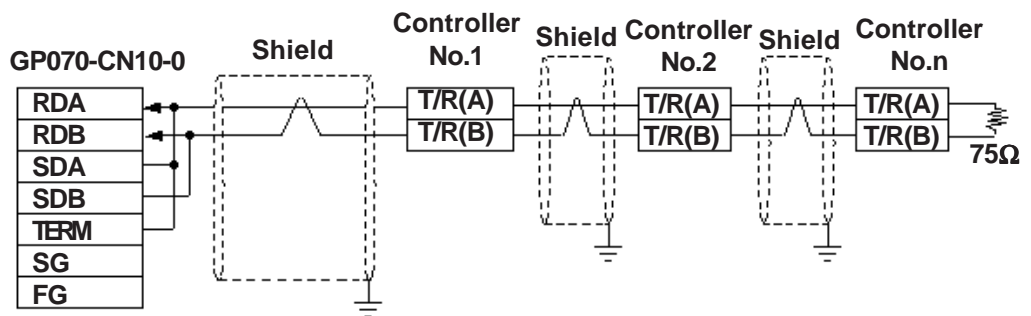 GP070-CN10-0
RDA
RDB
SDA
SDB
TERM
SG
FG
Shield
Controller
No.1
T/R(A)
T/R(B)
Shield
Controller
No.2
T/R(A)
T/R(B)
Shield
Controller
No.n
T/R(A)
T/R(B)
75Ω